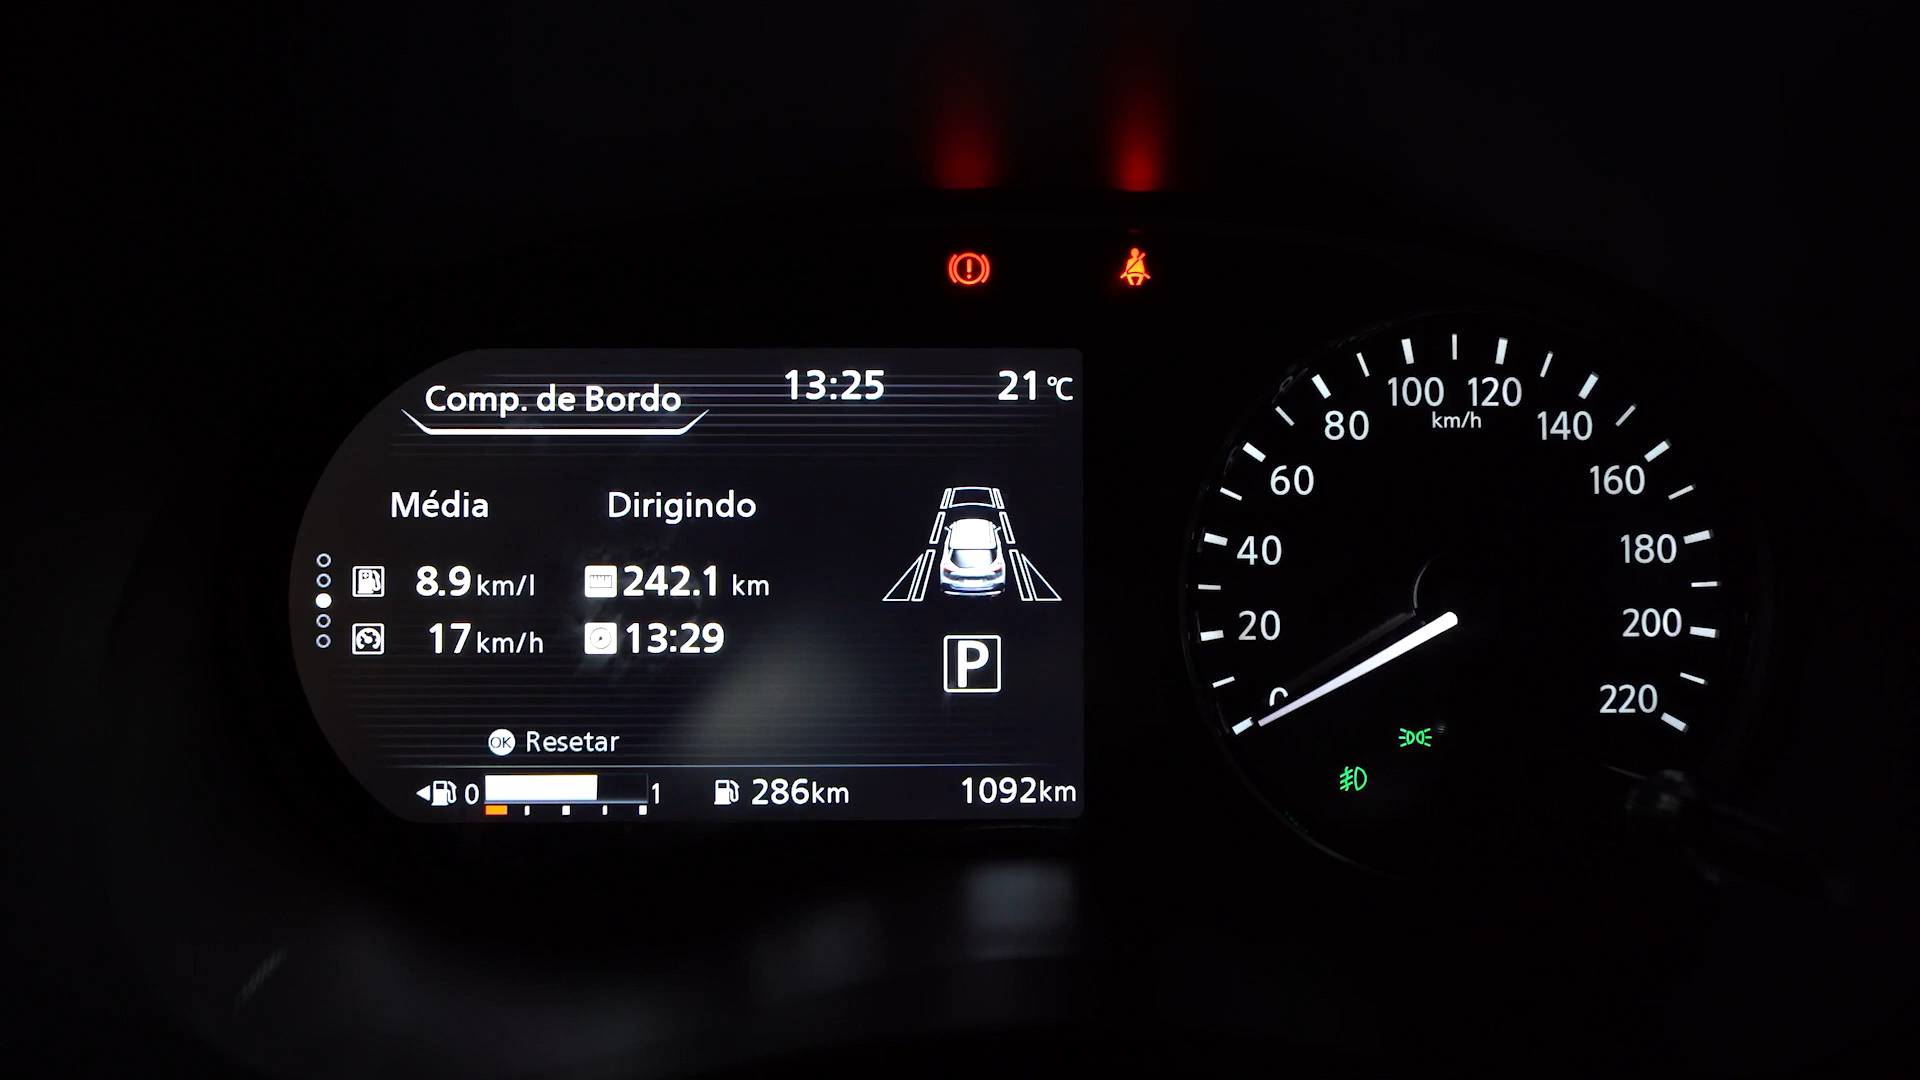 Comp. de Bordo
13:25
21°C
Média
Dirigindo
8.9 km/l
242.1 km
17 km/h
13:29
P
OK Resetar
0
1
286km
1092km
0
20
40
60
80
100
120
140
160
180
200
220
km/h